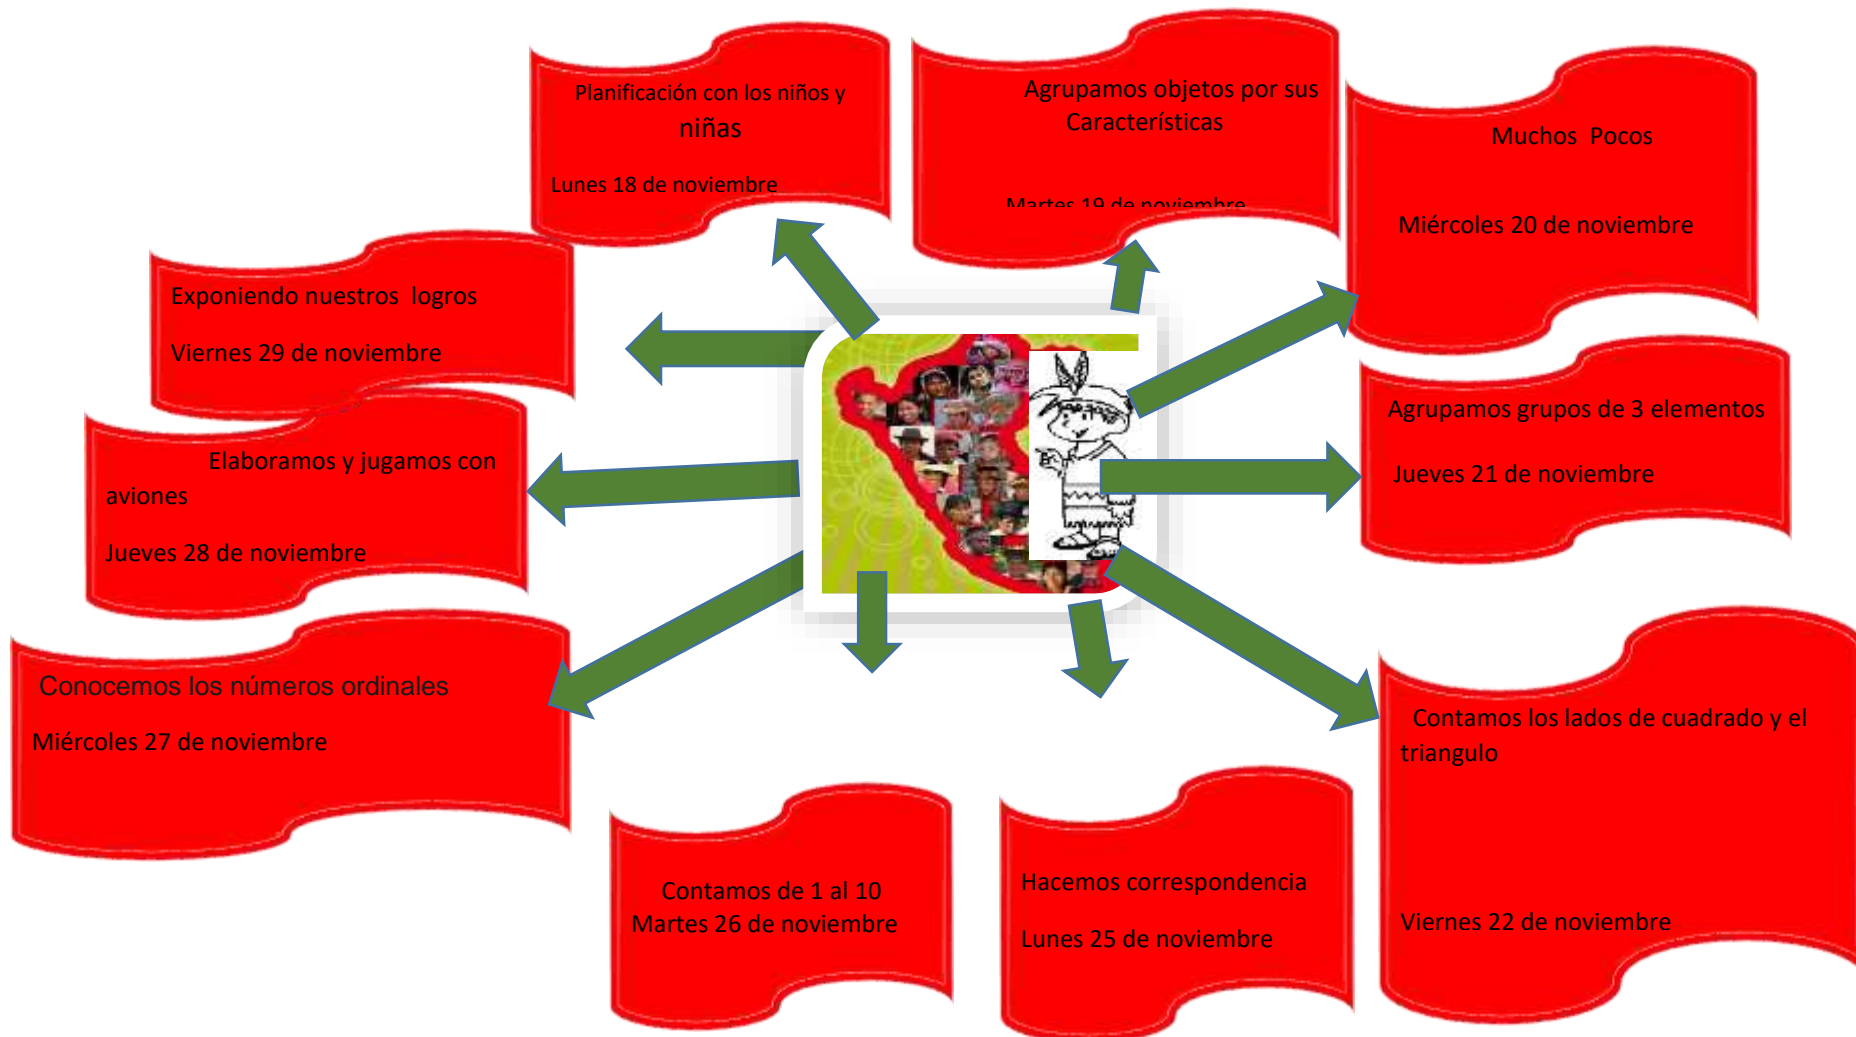 Planificación con los niños y
niñas
Lunes 18 de noviembre
Agrupamos objetos por sus
Características
Martes 19 de noviembre
Muchos  Pocos
Miércoles 20 de noviembre
Agrupamos grupos de 3 elementos
Jueves 21 de noviembre
Contamos los lados de cuadrado y el
triangulo
Viernes 22 de noviembre
Hacemos correspondencia
Lunes 25 de noviembre
Contamos de 1 al 10
Martes 26 de noviembre
Conocemos los números ordinales
Miércoles 27 de noviembre
Elaboramos y jugamos con
aviones
Jueves 28 de noviembre
Exponiendo nuestros  logros
Viernes 29 de noviembre